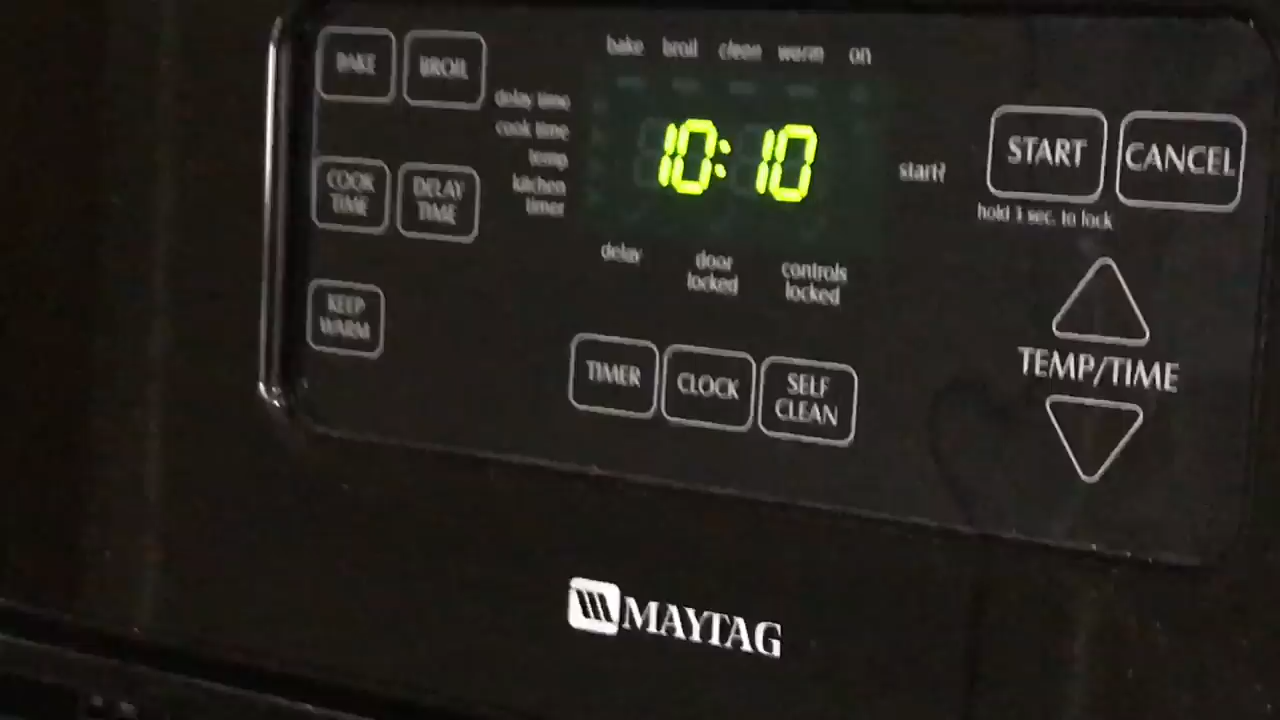 BAKE
BROIL
bake broil clean warm on
delay time
cook time
temp
kitchen
timer
10:10
start?
START
CANCEL
hold 3 sec. to lock
COOK
TIME
DELAY
TIME
delay
door
locked
controls
locked
KEEP
WARM
TIMER
CLOCK
SELF
CLEAN
TEMP/TIME
MAYTAG